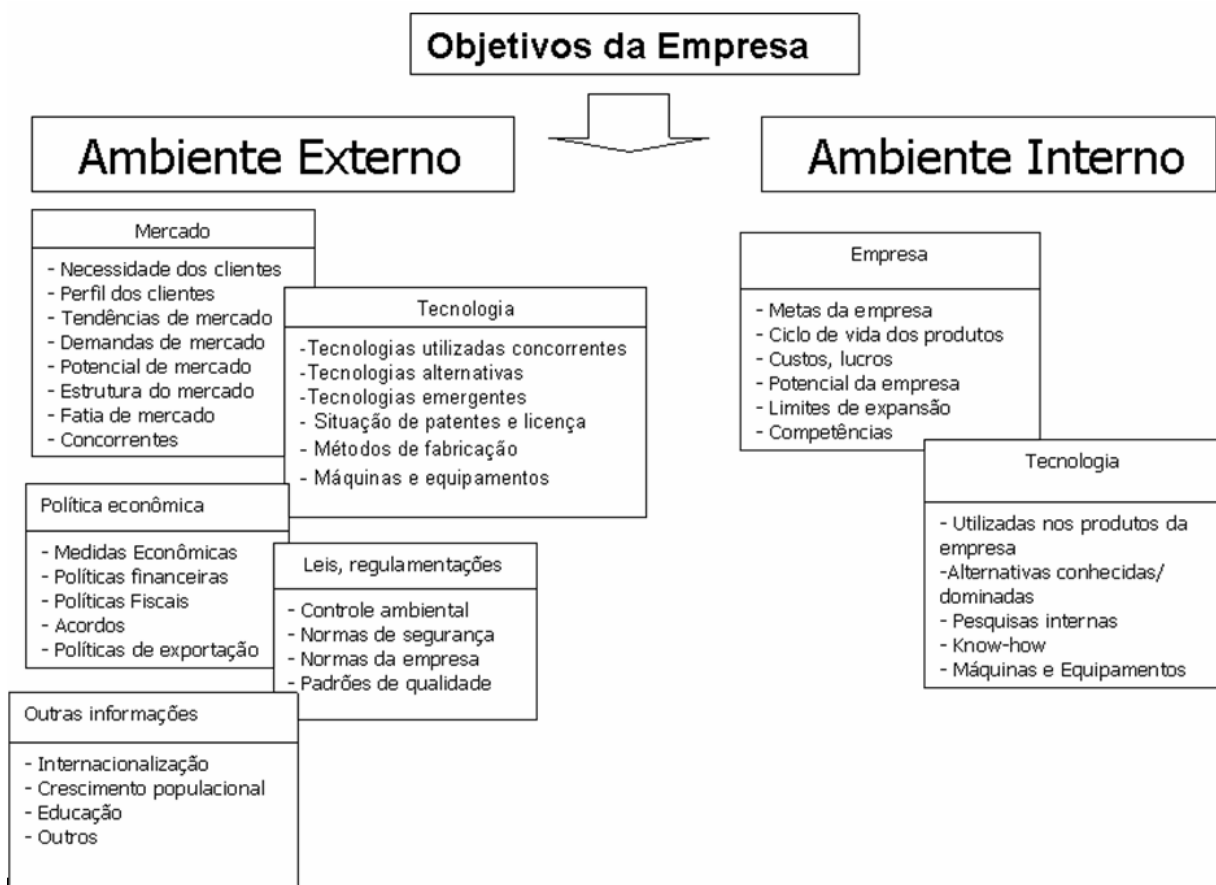 Objetivos da Empresa
Ambiente Externo
Ambiente Interno
Mercado
- Necessidade dos clientes
- Perfil dos clientes
- Tendências de mercado
- Demandas de mercado
- Potencial de mercado
- Estrutura do mercado
- Fatia de mercado
- Concorrentes
Tecnologia
-Tecnologias utilizadas concorrentes
-Tecnologias alternativas
-Tecnologias emergentes
- Situação de patentes e licença
- Métodos de fabricação
- Máquinas e equipamentos
Política econômica
- Medidas Econômicas
- Políticas financeiras
- Políticas Fiscais
- Acordos
- Políticas de exportação
Leis, regulamentações
- Controle ambiental
- Normas de segurança
- Normas da empresa
- Padrões de qualidade
Outras informações
- Internacionalização
- Crescimento populacional
- Educação
- Outros
Empresa
- Metas da empresa
- Ciclo de vida dos produtos
- Custos, lucros
- Potencial da empresa
- Limites de expansão
- Competências
Tecnologia
- Utilizadas nos produtos da
empresa
-Alternativas conhecidas/
dominadas
- Pesquisas internas
- Know-how
- Máquinas e Equipamentos